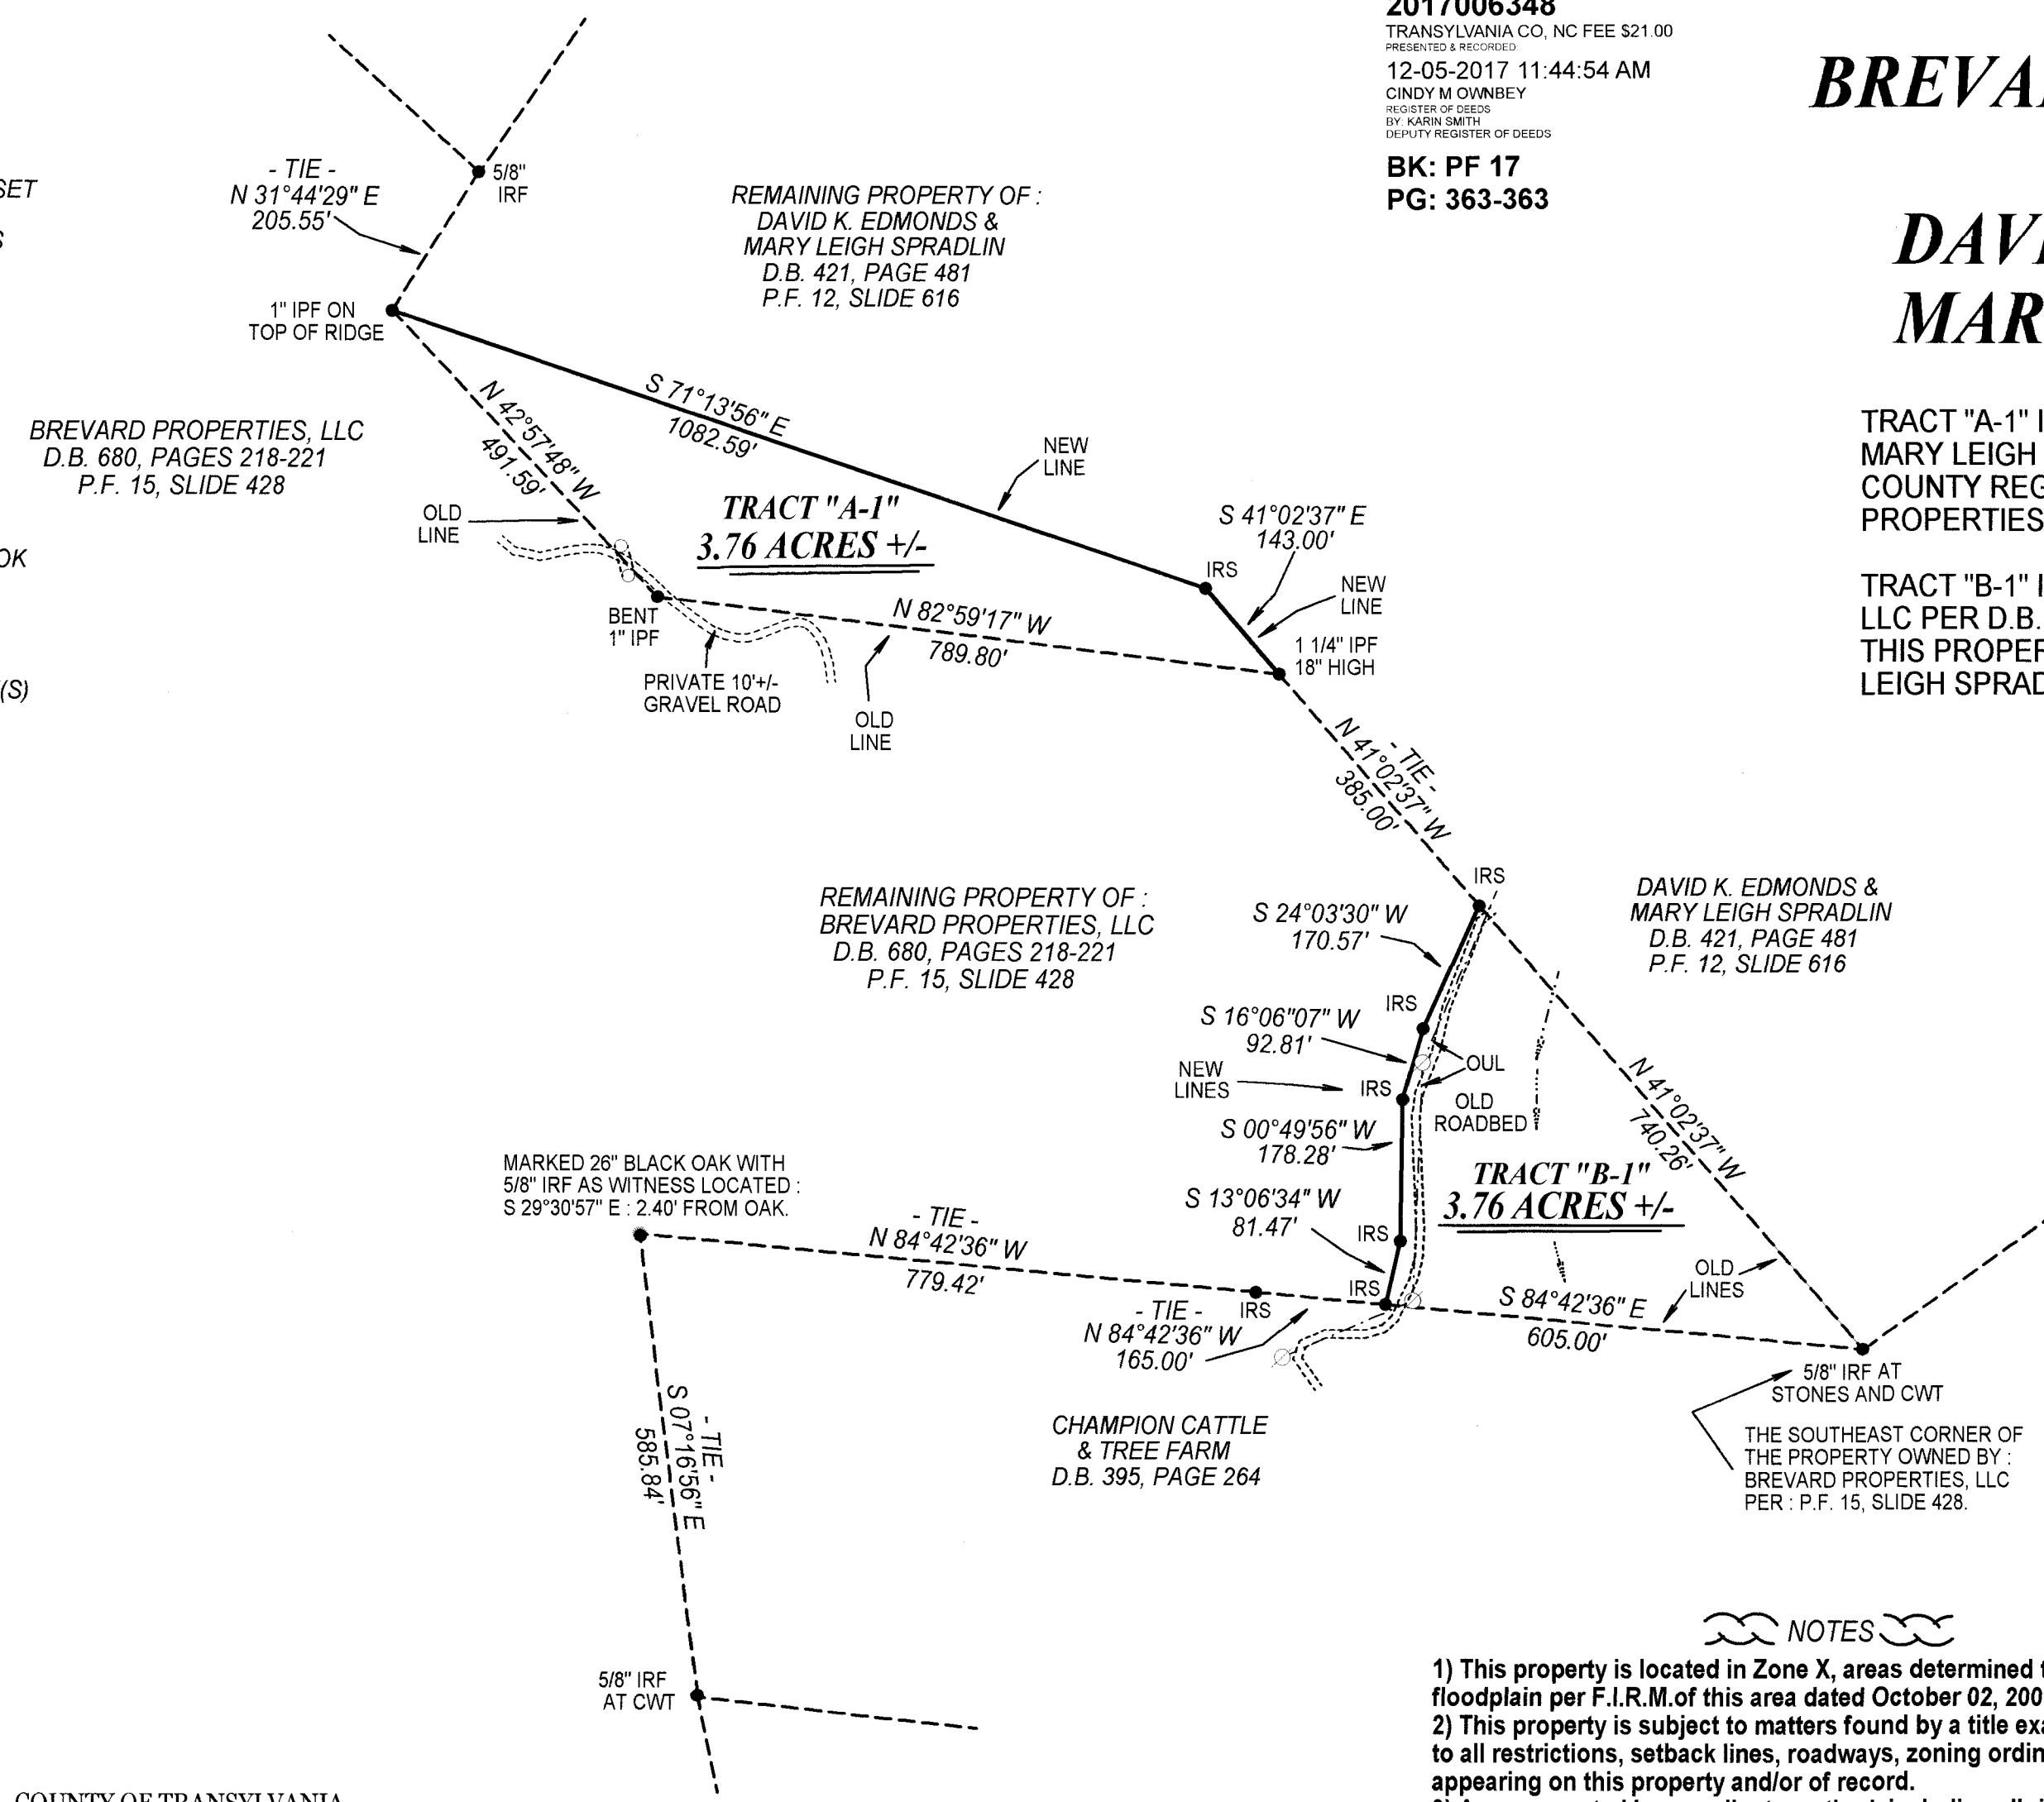 2017006348
TRANSYLVANIA CO, NC FEE $21.00
PRESENTED & RECORDED:
12-05-2017 11:44:54 AM
CINDY M OWNBEY
REGISTER OF DEEDS
BY: KARIN SMITH
DEPUTY REGISTER OF DEEDS
BK: PF 17
PG: 363-363
BREVA
DAV
MAR
TRACT "A-1" I
MARY LEIGH
COUNTY REG
PROPERTIES
TRACT "B-1" I
LLC PER D.B.
THIS PROPER
LEIGH SPRAD
SET
S
OK
(S)
- TIE -
N 31°44'29" E
205.55'
5/8"
IRF
REMAINING PROPERTY OF :
DAVID K. EDMONDS &
MARY LEIGH SPRADLIN
D.B. 421, PAGE 481
P.F. 12, SLIDE 616
1" IPF ON
TOP OF RIDGE
BREVARD PROPERTIES, LLC
D.B. 680, PAGES 218-221
P.F. 15, SLIDE 428
N 42°57'48" W
491.59'
S 71°13'56" E
1082.59'
NEW
LINE
OLD
LINE
TRACT "A-1"
3.76 ACRES +/-
S 41°02'37" E
143.00'
IRS
NEW
LINE
BENT
1" IPF
N 82°59'17" W
789.80'
1 1/4" IPF
18" HIGH
PRIVATE 10'+/-
GRAVEL ROAD
OLD
LINE
- TIE -
N 41°02'37" W
385.00'
REMAINING PROPERTY OF :
BREVARD PROPERTIES, LLC
D.B. 680, PAGES 218-221
P.F. 15, SLIDE 428
IRS
S 24°03'30" W
170.57'
DAVID K. EDMONDS &
MARY LEIGH SPRADLIN
D.B. 421, PAGE 481
P.F. 12, SLIDE 616
IRS
S 16°06"07" W
92.81'
OUL
NEW
LINES
IRS
OLD
ROADBED
N 41°02'37" W
740.26'
S 00°49'56" W
178.28'
MARKED 26" BLACK OAK WITH
5/8" IRF AS WITNESS LOCATED :
S 29°30'57" E : 2.40' FROM OAK.
TRACT "B-1"
3.76 ACRES +/-
S 13°06'34" W
81.47'
IRS
- TIE -
N 84°42'36" W
779.42'
IRS
IRS
OLD
LINES
S 84°42'36" E
605.00'
- TIE -
N 84°42'36" W
165.00'
5/8" IRF AT
STONES AND CWT
- TIE -
S 07°16'56" E
585.84'
CHAMPION CATTLE
& TREE FARM
D.B. 395, PAGE 264
THE SOUTHEAST CORNER OF
THE PROPERTY OWNED BY :
BREVARD PROPERTIES, LLC
PER : P.F. 15, SLIDE 428.
5/8" IRF
AT CWT
NOTES
1) This property is located in Zone X, areas determined
floodplain per F.I.R.M.of this area dated October 02, 200
2) This property is subject to matters found by a title exa
to all restrictions, setback lines, roadways, zoning ordin
appearing on this property and/or of record.
COUNTY OF TRANSYLVANIA